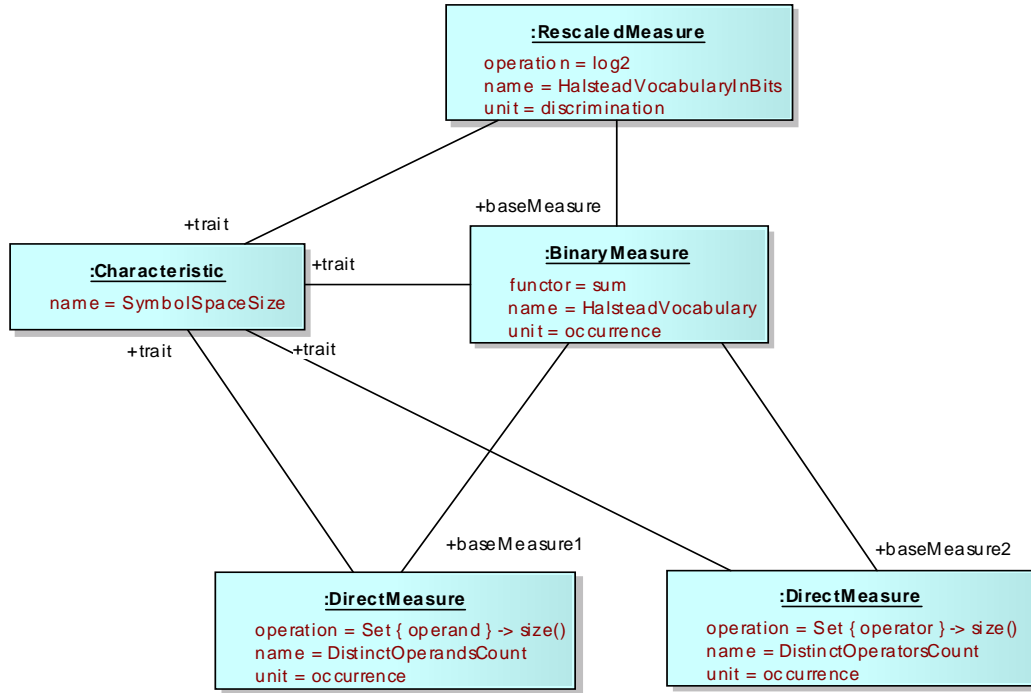 :RescaledMeasure
operation = log2
name = HalsteadVocabularyInBits
unit = discrimination
+baseMeasure
+trait
:Characteristic
name = SymbolSpaceSize
+trait
:BinaryMeasure
functor = sum
name = HalsteadVocabulary
unit = occurrence
+trait
+trait
+baseMeasure1
+baseMeasure2
:DirectMeasure
operation = Set { operand } -> size()
name = DistinctOperandsCount
unit = occurrence
:DirectMeasure
operation = Set { operator } -> size()
name = DistinctOperatorsCount
unit = occurrence